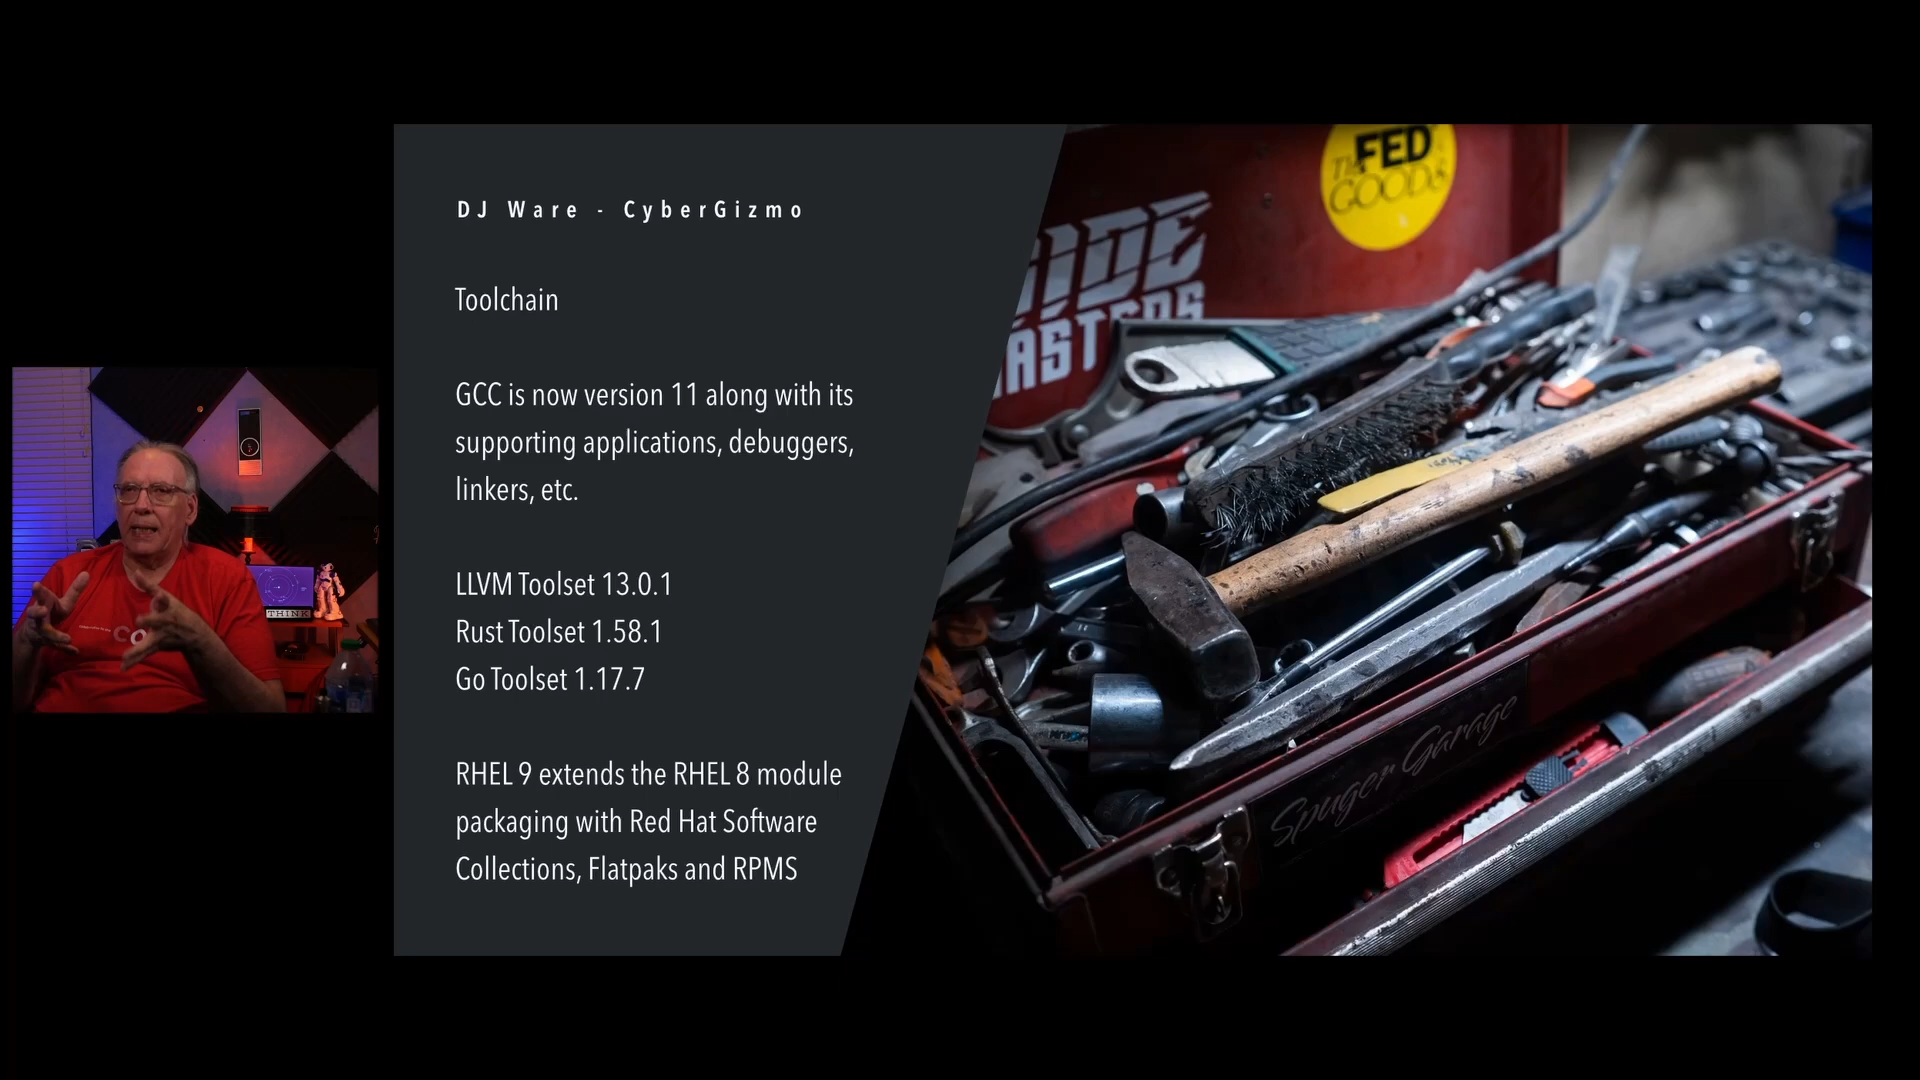 DJ Ware - CyberGizmo
Toolchain
GCC is now version 11 along with its
supporting applications, debuggers,
linkers, etc.
LLVM Toolset 13.0.1
Rust Toolset 1.58.1
Go Toolset 1.17.7
RHEL 9 extends the RHEL 8 module
packaging with Red Hat Software
Collections, Flatpaks and RPMS
The FED
GOODS
Spuger Garage
THINK